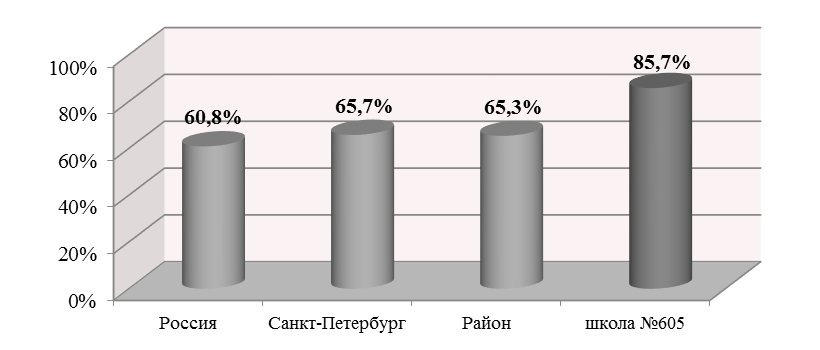 85,7%
100%
65,7%
65,3%
60,8%
80%
60%
40%
20%
0%
Россия
Санкт-Петербург
Район
школа №605